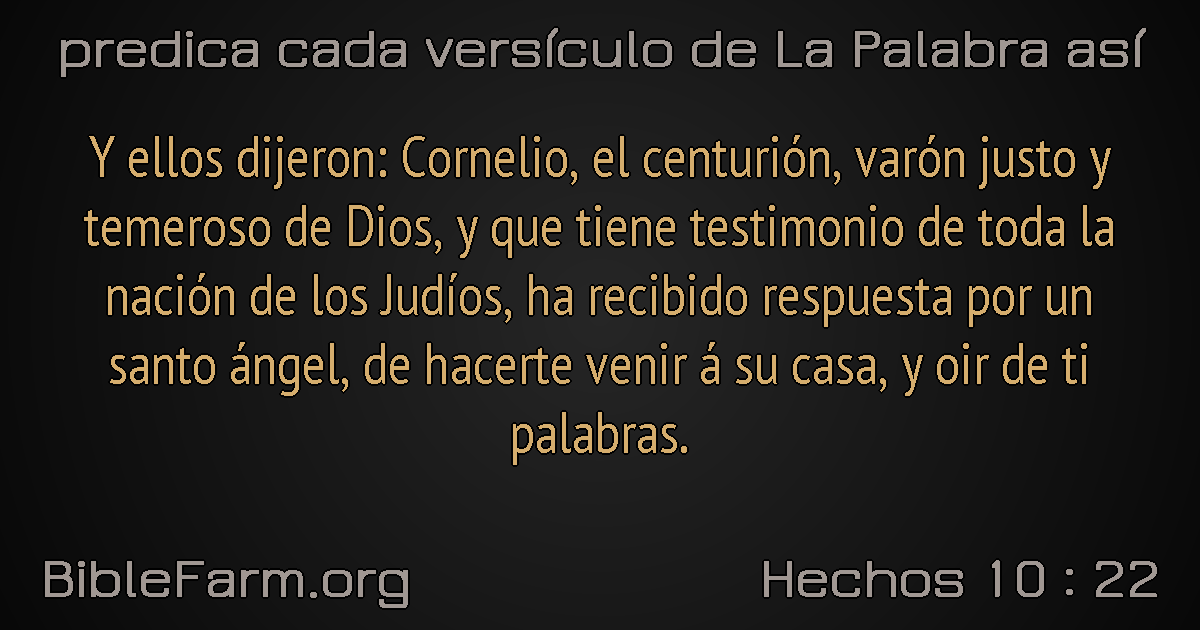 predica cada versículo de La Palabra así
Y ellos dijeron: Cornelio, el centurión, varón justo y
temeroso de Dios, y que tiene testimonio de toda la
nación de los Judíos, ha recibido respuesta por un
santo ángel, de hacerte venir á su casa, y oir de ti
palabras.
BibleFarm.org
Hechos 10 : 22